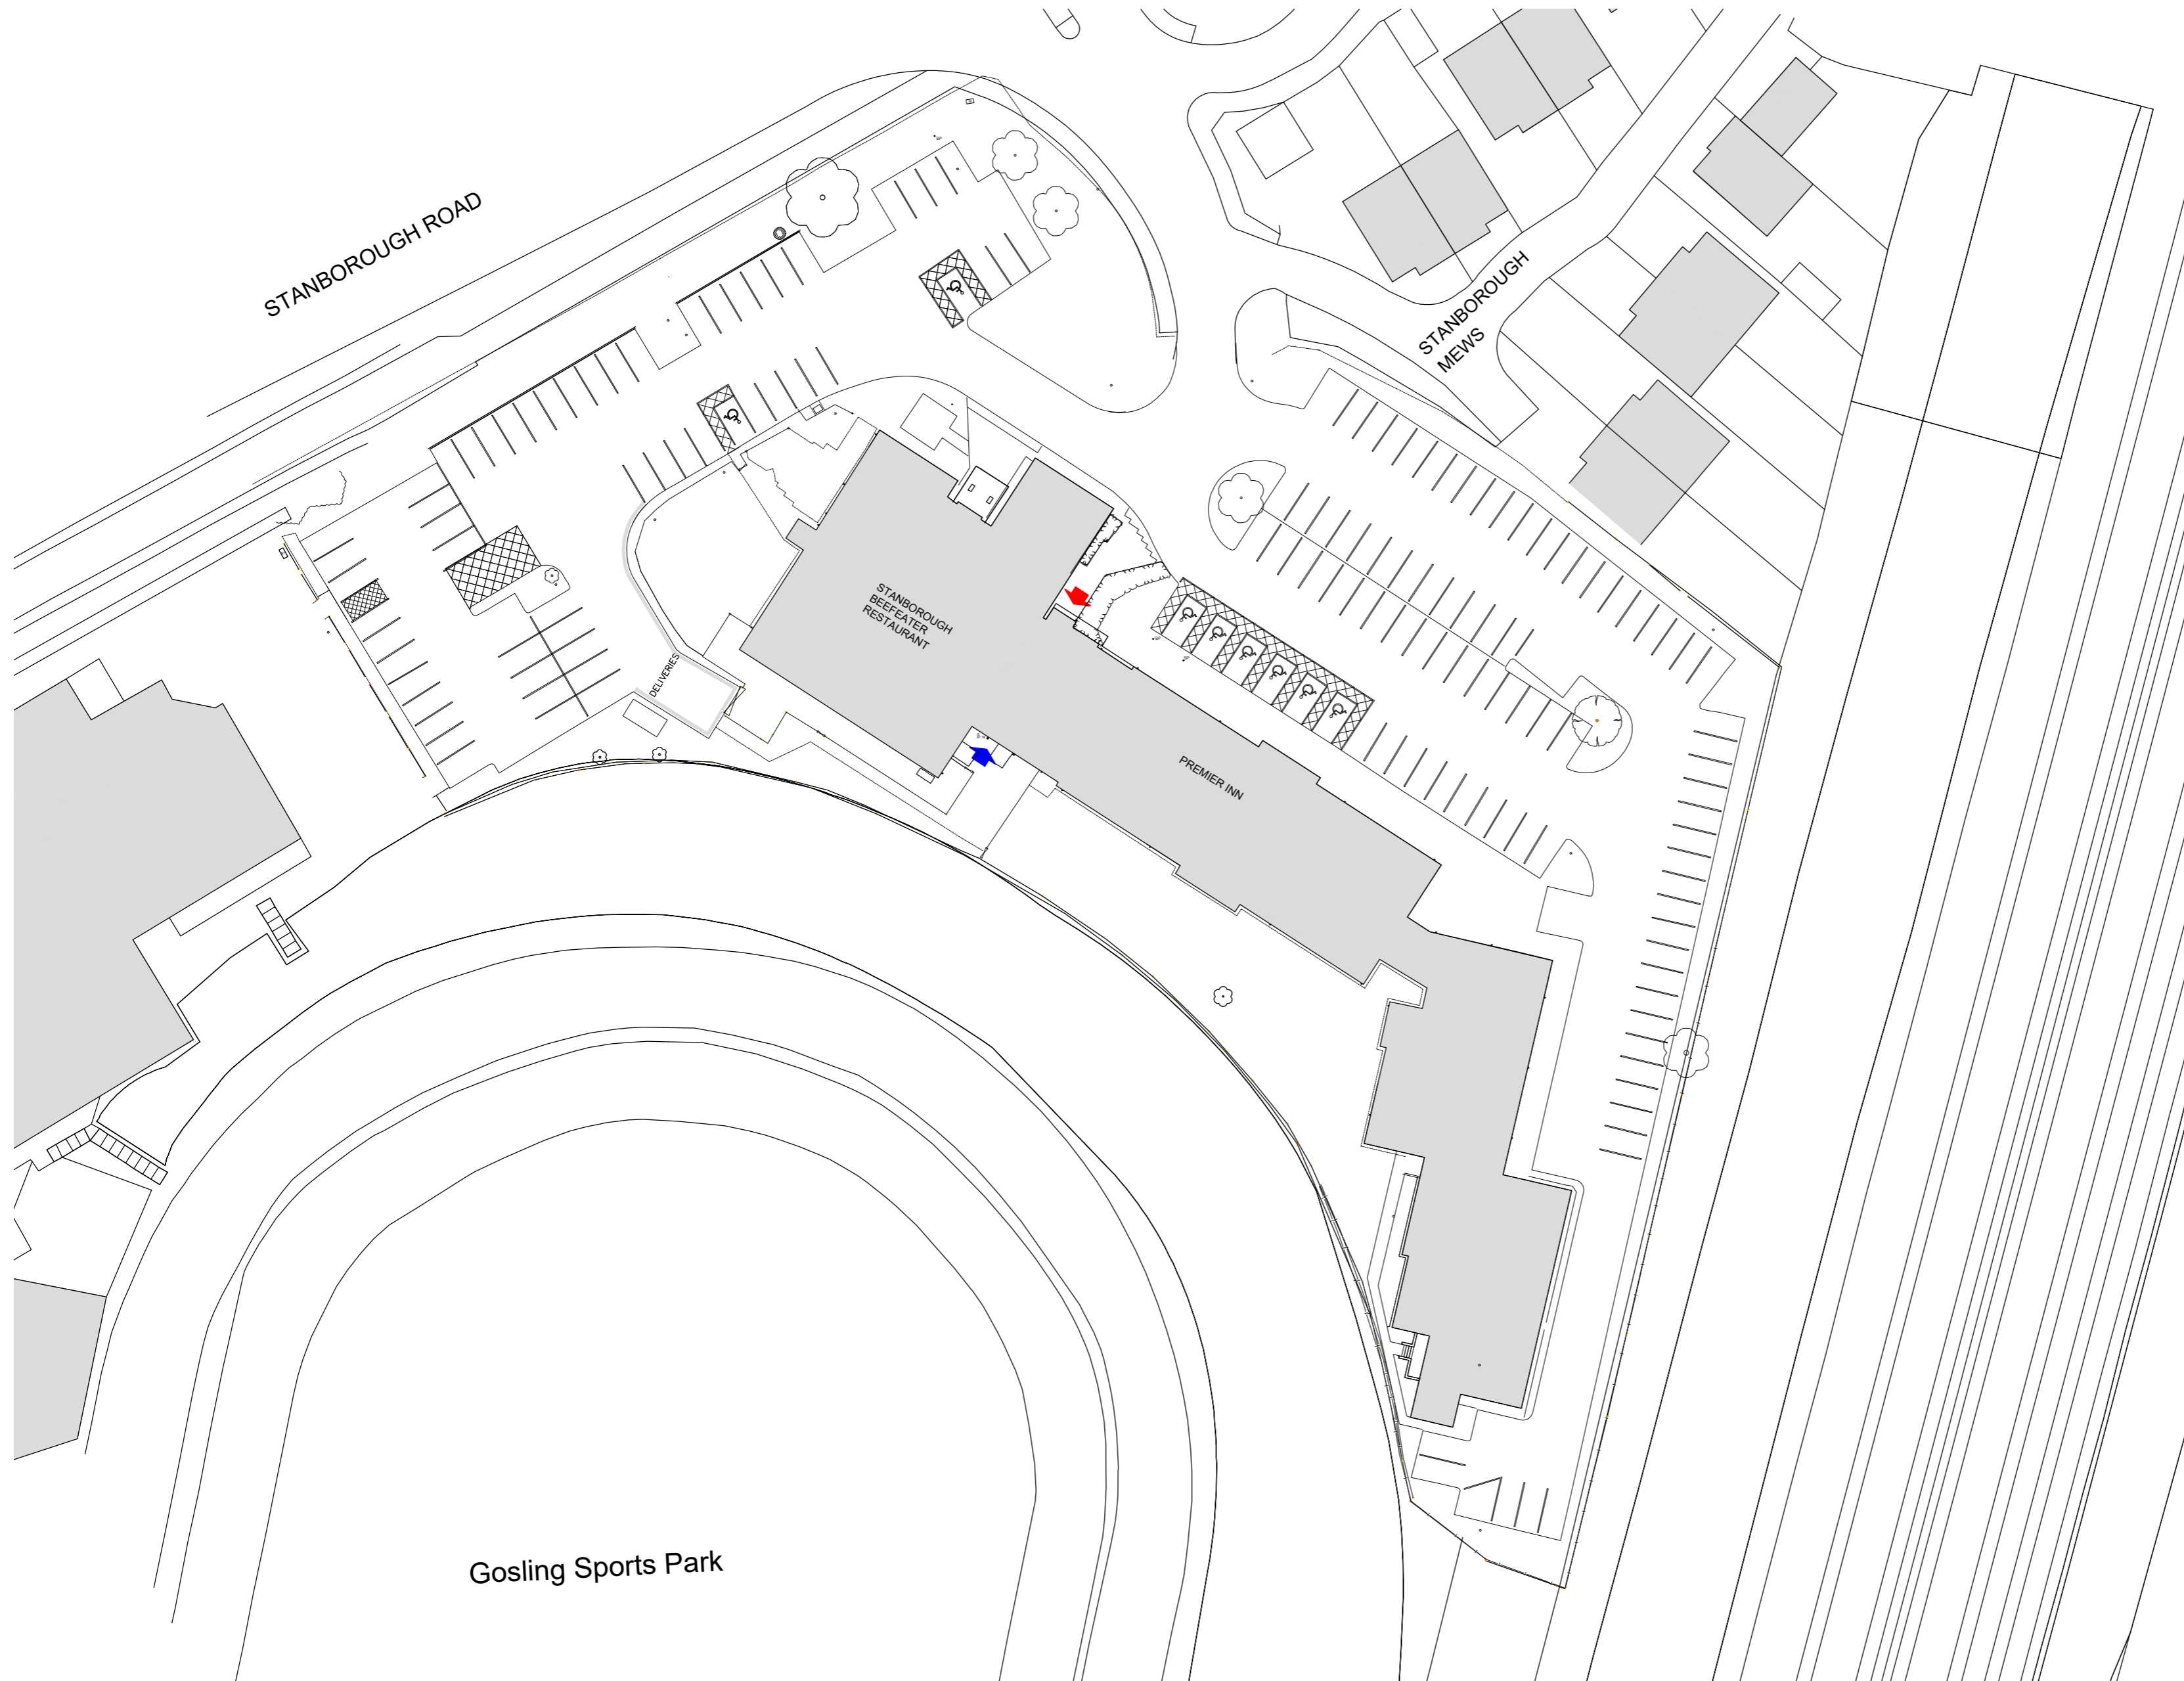 STANBOROUGH ROAD
STANBOROUGH
MEWS
STANBOROUGH
BEEFEATER
RESTAURANT
DELIVERIES
PREMIER INN
Gosling Sports Park